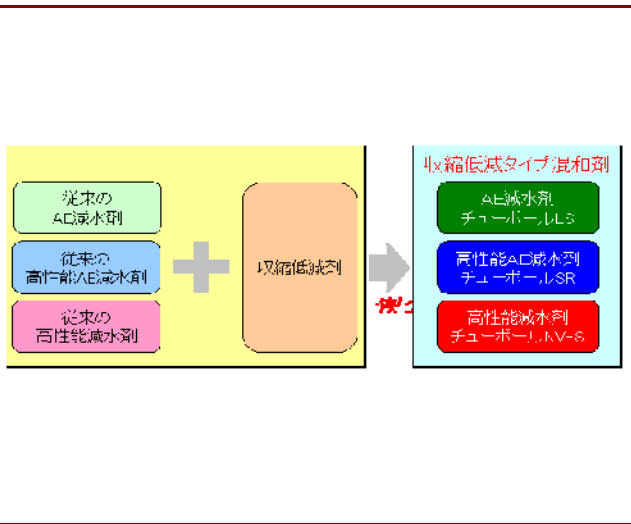 従来の
AE減水剤
従来の
高性能AE減水剤
従来の
高性能減水剤
収縮低減剤
収縮低減タイプ混和剤
AE減水剤
チューポールLS
高性能AE減水剤
チューポールSR
高性能減水剤
チューポールNV-S